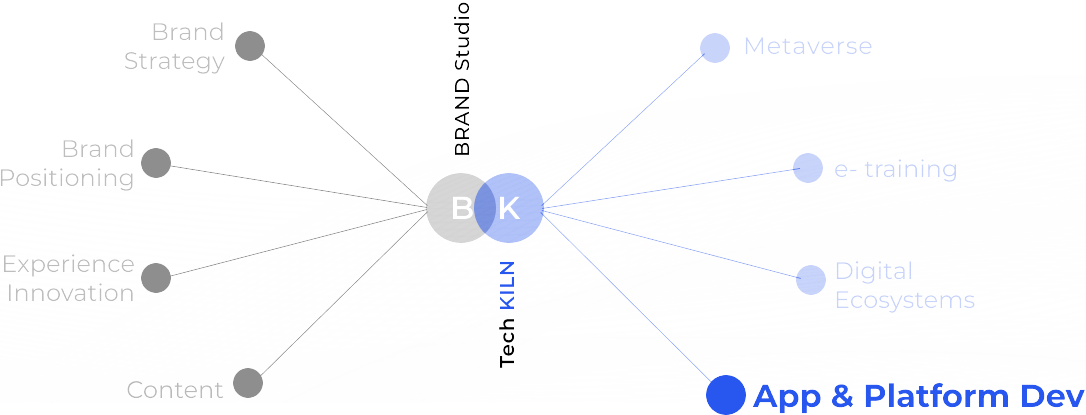 Brand
Strategy
Brand
Positioning
Experience
Innovation
Content
BRAND Studio
B K
Tech KILN
Metaverse
e- training
Digital
Ecosystems
App & Platform Dev